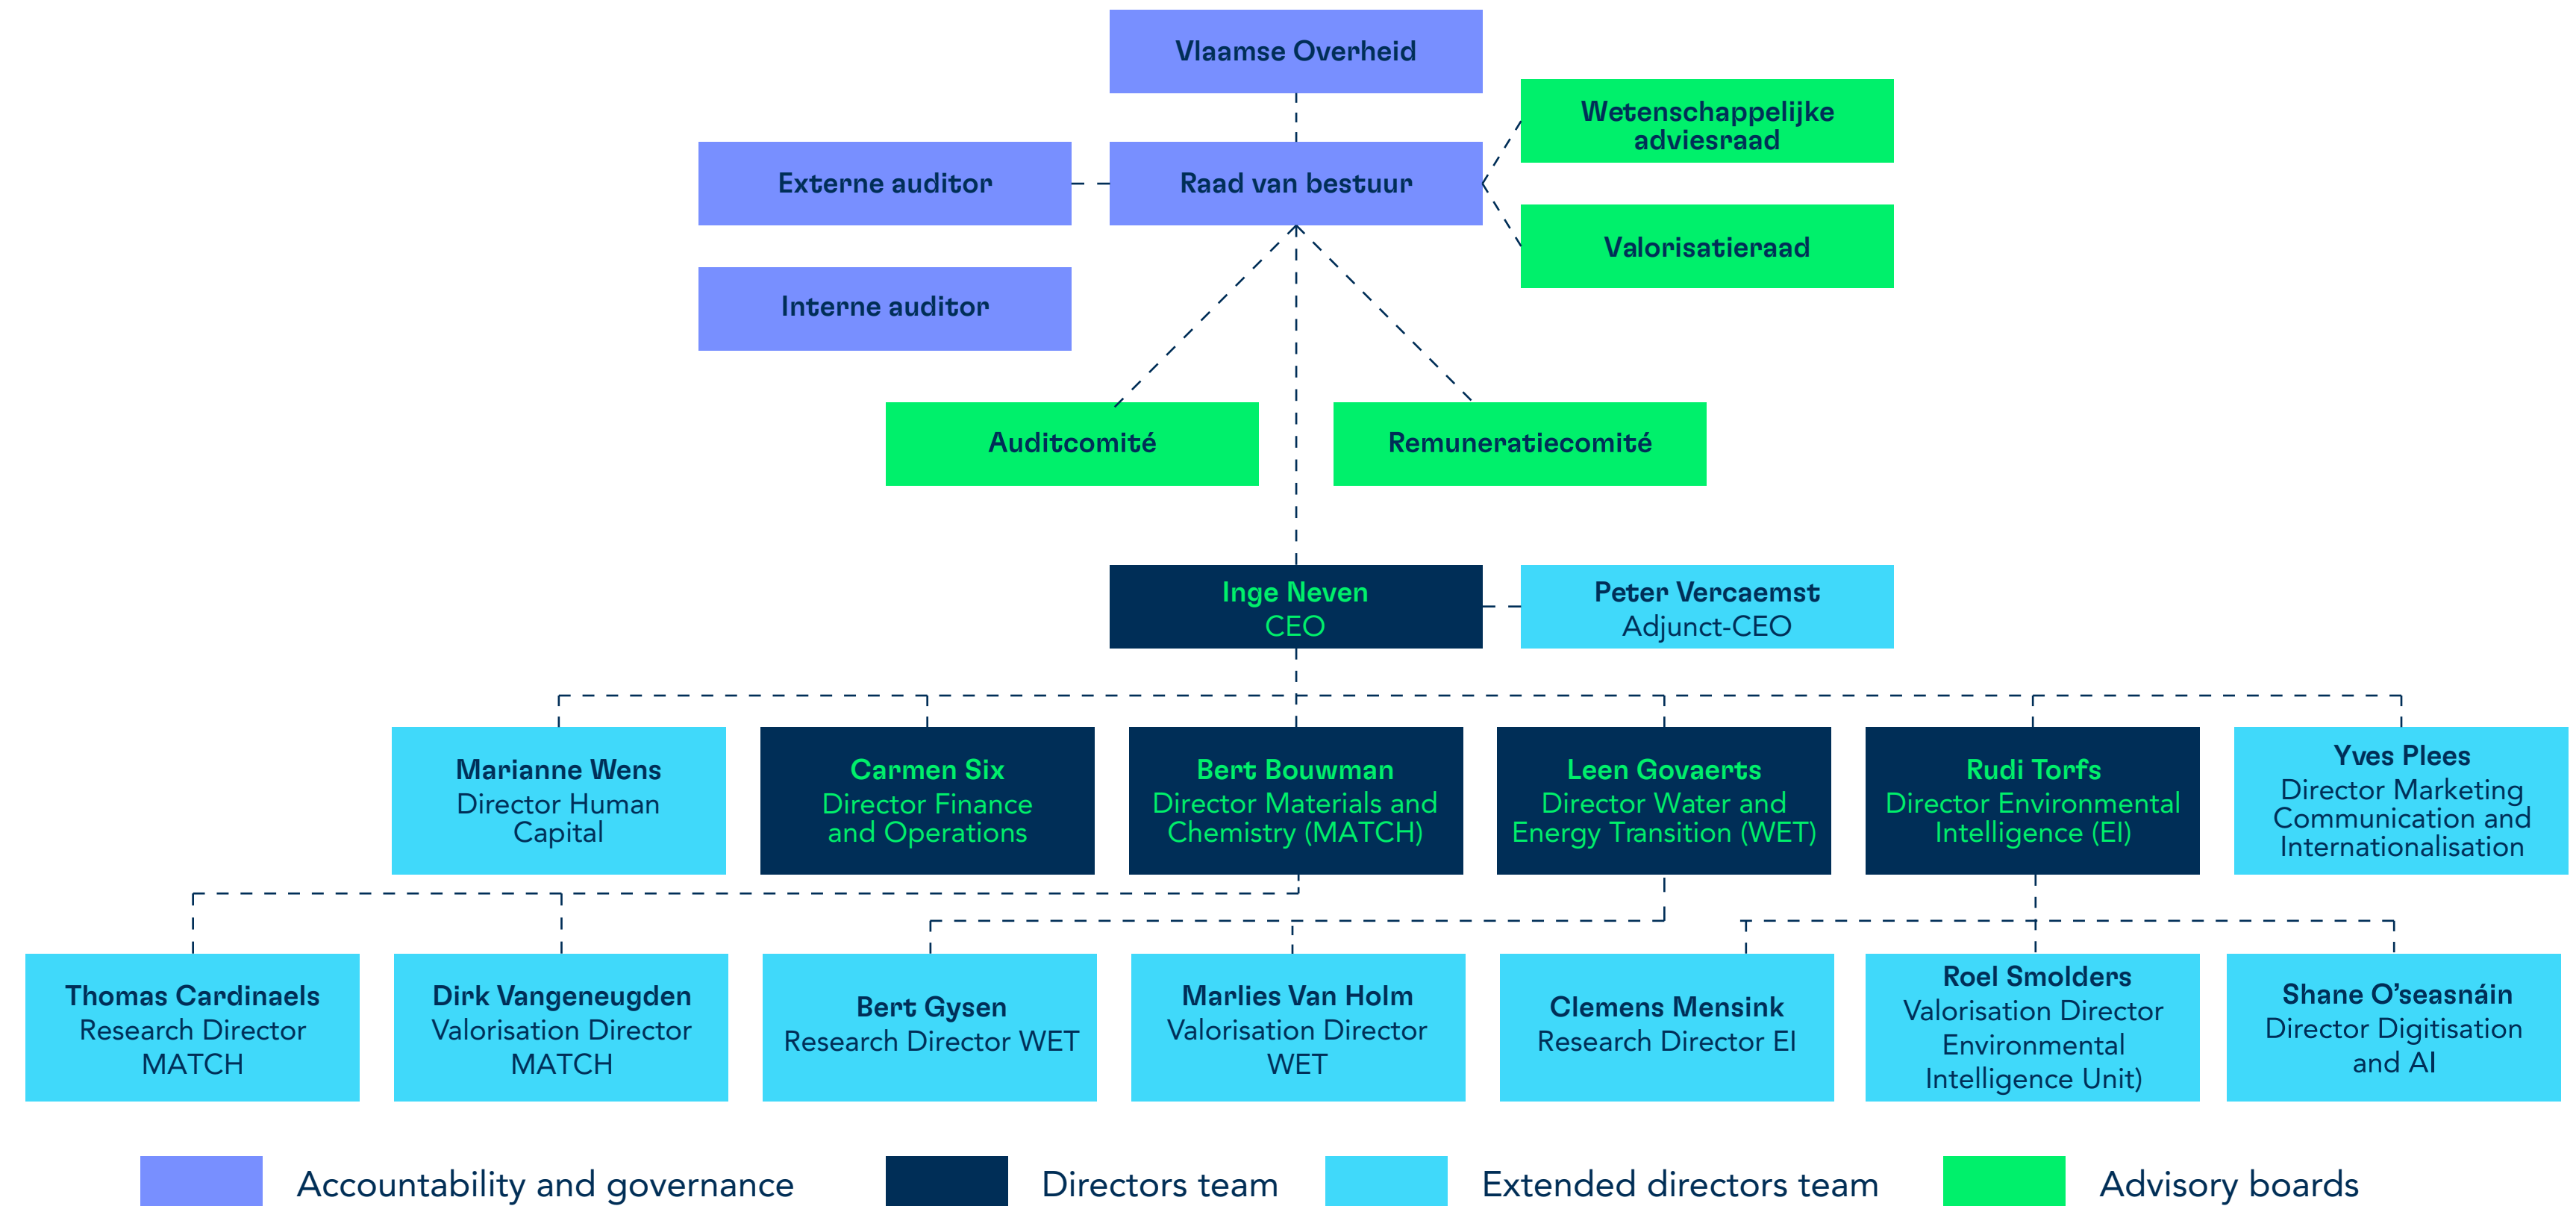 Vlaamse Overheid
Wetenschappelijke
adviesraad
Externe auditor
Raad van bestuur
Valorisatieraad
Interne auditor
Auditcomité
Remuneratiecomité
Inge Neven
CEO
Peter Vercaemst
Adjunct-CEO
Marianne Wens
Director Human
Capital
Carmen Six
Director Finance
and Operations
Bert Bouwman
Director Materials and
Chemistry (MATCH)
Leen Govaerts
Director Water and
Energy Transition (WET)
Rudi Torfs
Director Environmental
Intelligence (EI)
Yves Plees
Director Marketing
Communication and
Internationalisation
Thomas Cardinaels
Research Director
MATCH
Dirk Vangeneugden
Valorisation Director
MATCH
Bert Gysen
Research Director WET
Marlies Van Holm
Valorisation Director
WET
Clemens Mensink
Research Director EI
Roel Smolders
Valorisation Director
Environmental
Intelligence Unit)
Shane O’seasnáin
Director Digitisation
and AI
Accountability and governance
Directors team
Extended directors team
Advisory boards